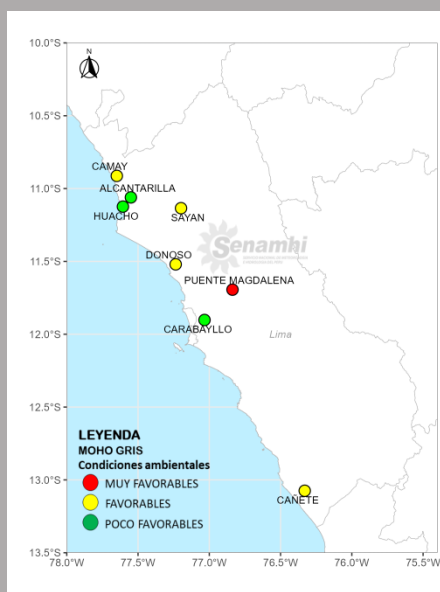 10.0°S
N
10.5°S
CAMAY
11.0°S
ALCANTARILLA
HUACHO
SAYAN
Senamhi
11.5°S
DONOSO
PUENTE MAGDALENA
12.0°S
CARABAYLLO
Lima
12.5°S
LEYENDA
MOHO GRIS
Condiciones ambientales
MUY FAVORABLES
FAVORABLES
POCO FAVORABLES
13.0°S
CAÑETE
13.5°S
78.0°W 77.5°W 77.0°W 76.5°W 76.0°W 75.5°W